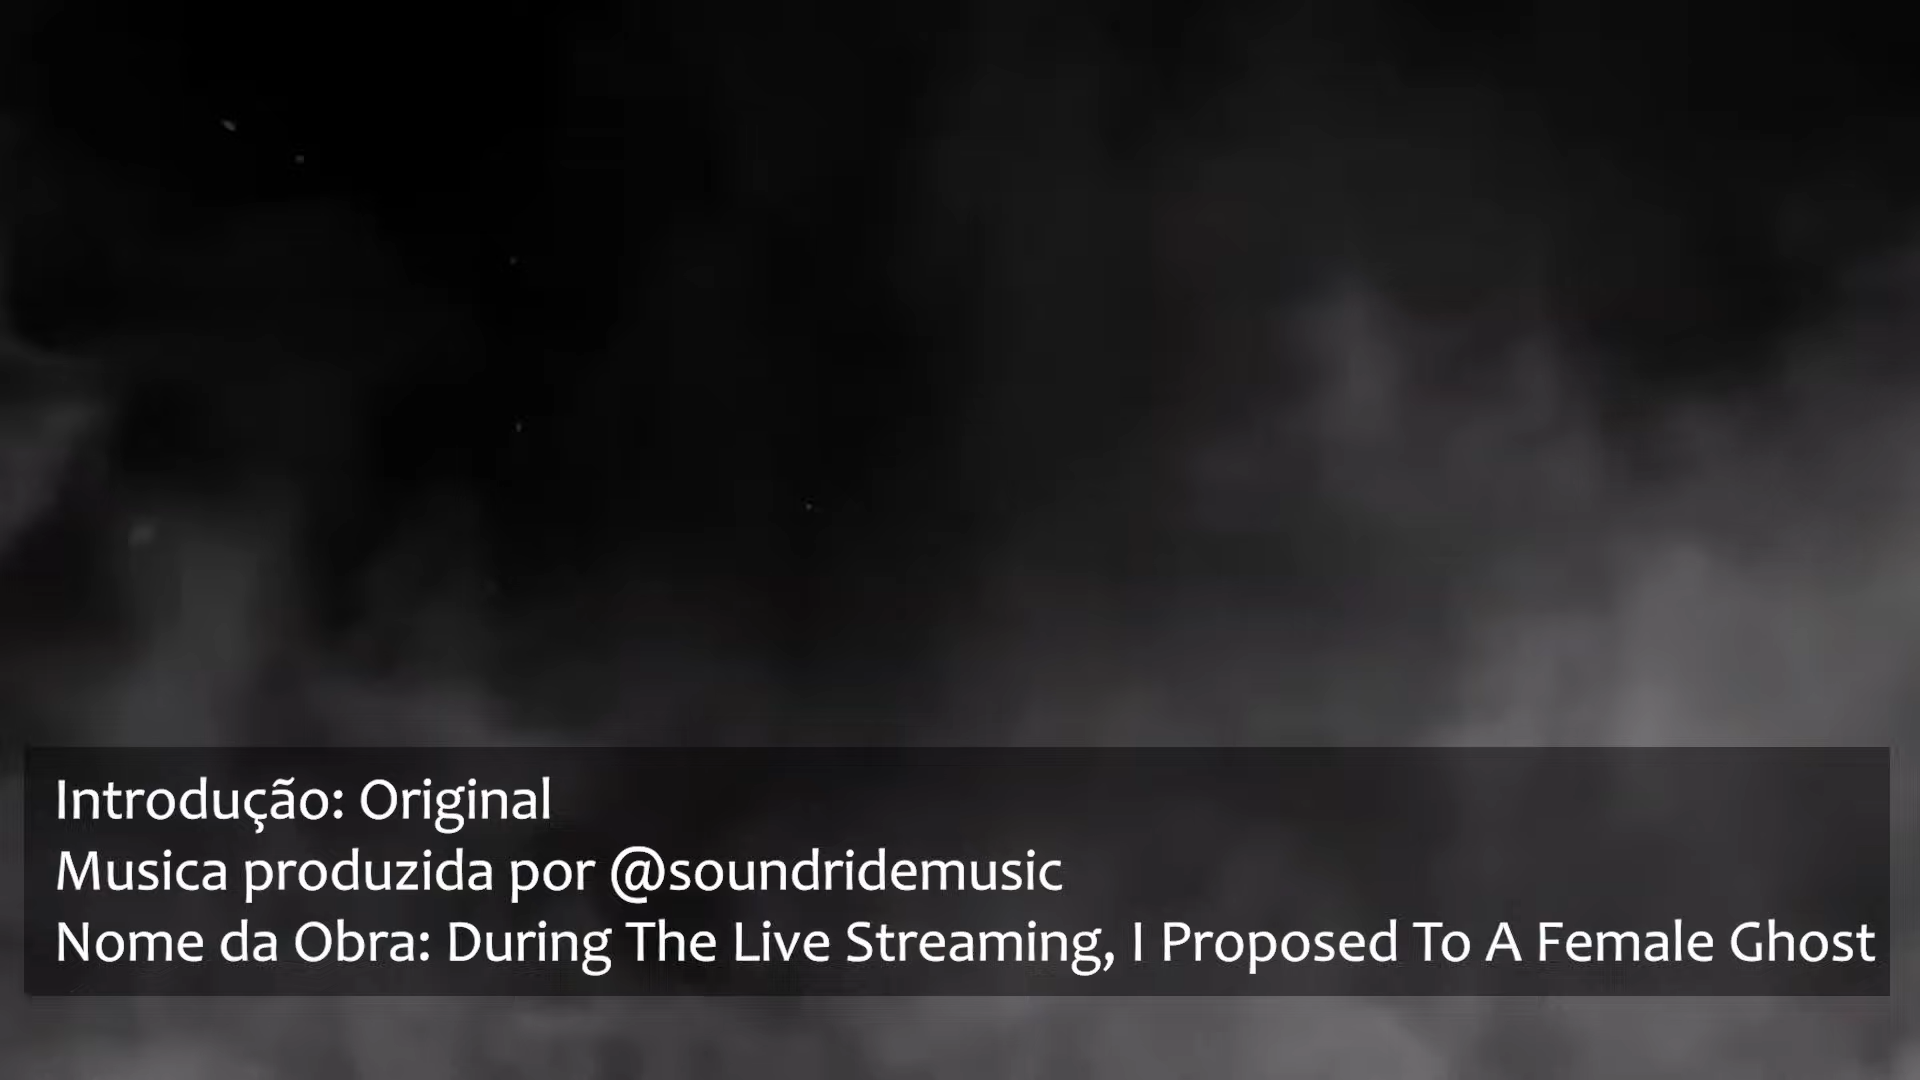 Introdução: Original
Musica produzida por @soundridemusic
Nome da Obra: During The Live Streaming, I Proposed To A Female Ghost